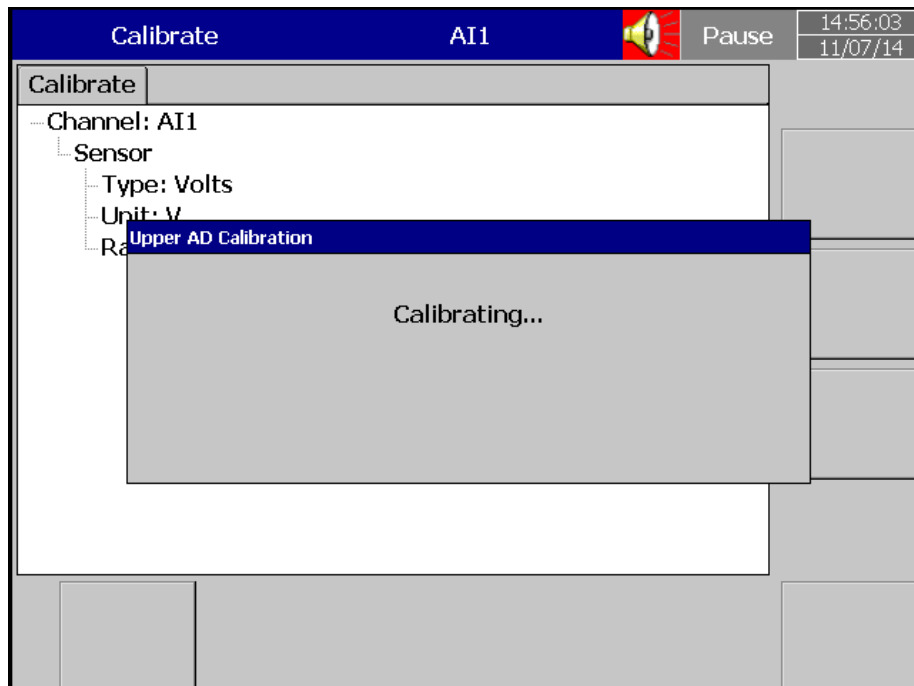 Calibrate AI1 Pause 14:56:03
11/07/14
Calibrate
Channel: AI1
Sensor
Type: Volts
Unit: V
Upper AD Calibration
Calibrating...